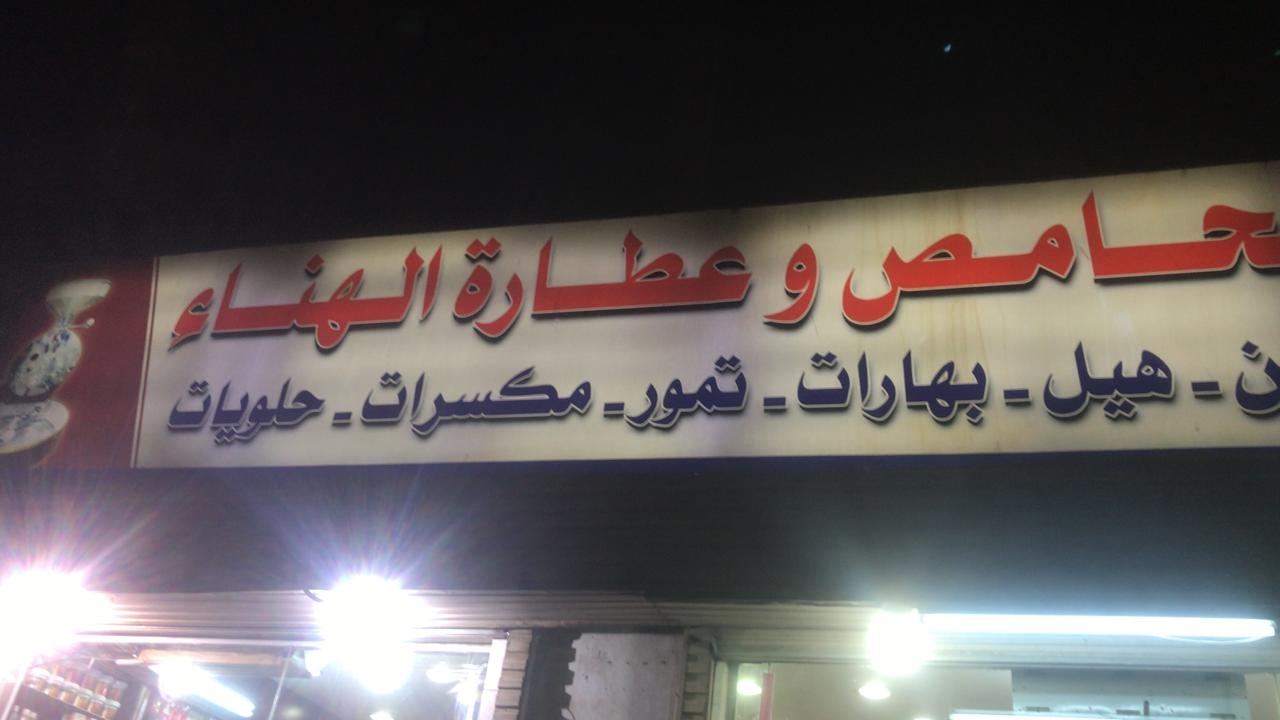 حامص و عطارة الهناء
ن - هيل - بهارات - تمور - مكسرات - حلويات